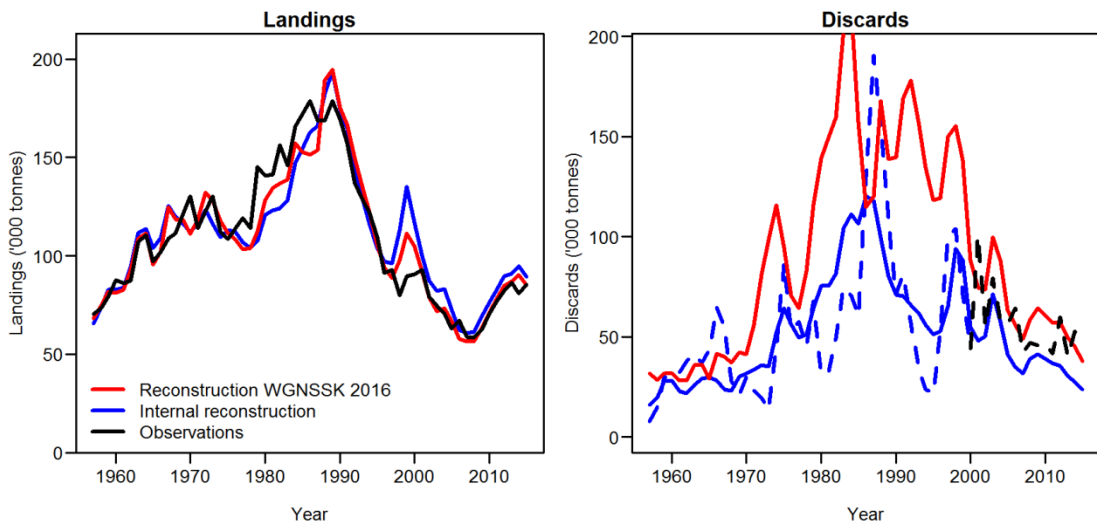 Landings
Landings ('000 tonnes)
200
150
100
50
0
Reconstruction WGNSSK 2016
Internal reconstruction
Observations
1960 1970 1980 1990 2000 2010
Year
Discards
Discards ('000 tonnes)
200
150
100
50
0
1960 1970 1980 1990 2000 2010
Year